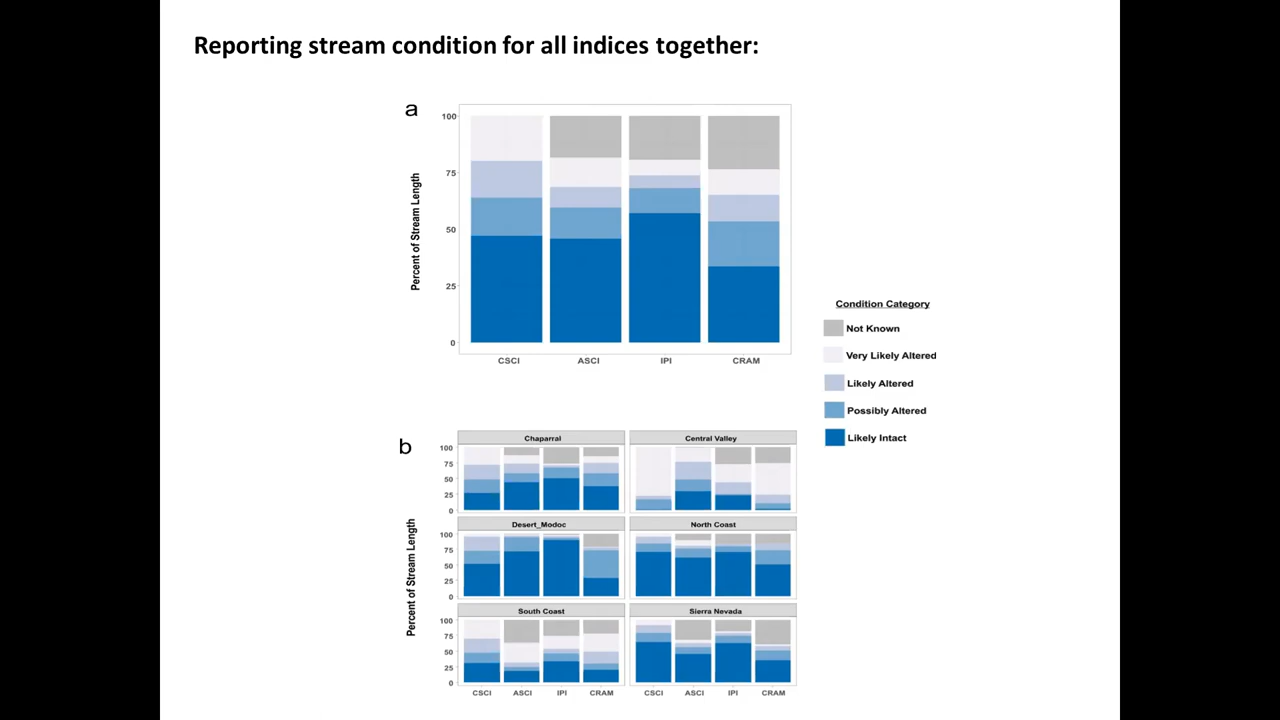 Reporting stream condition for all indices together:
a
100
75
50
25
0
Percent of Stream Length
CSCI ASCI IPI CRAM
Condition Category
Not Known
Very Likely Altered
Likely Altered
Possibly Altered
Likely Intact
b
Percent of Stream Length
Chaparral Central Valley
100
75
50
25
0
Desert_Modoc North Coast
100
75
50
25
0
South Coast Sierra Nevada
100
75
50
25
0
CSCI ASCI IPI CRAM CSCI ASCI IPI CRAM